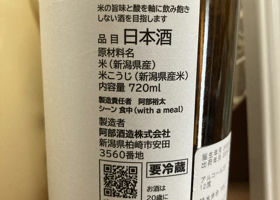 米の旨味と酸を軸に飲み飽き
しない酒を目指します
品目 日本酒
原材料名
米(新潟県産)
米こうじ(新潟県産米)
内容量 720ml
製造責任者 阿部裕太
シーン 食中(with a meal)
製造者
阿部酒造株式会社
新潟県柏崎市安田
3560番地
要冷蔵
お酒は
20歳に